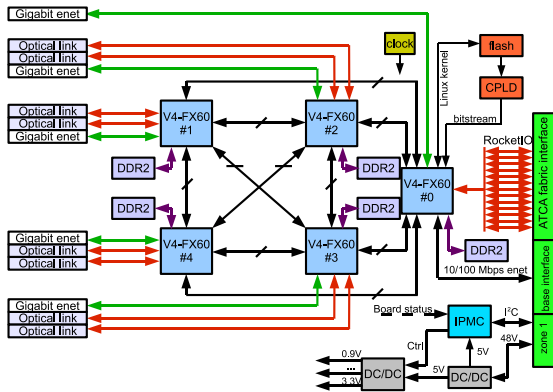 Gigabit enet
Optical link
Optical link
Gigabit enet
clock
flash
Linux kernel
CPLD
bitstream
Optical link
Optical link
Gigabit enet
V4-FX60
#1
V4-FX60
#2
RocketIO
DDR2
DDR2
V4-FX60
#0
ATCA fabric interface
DDR2
DDR2
Gigabit enet
Optical link
Optical link
V4-FX60
#4
V4-FX60
#3
DDR2
10/100 Mbps enet
base interface
Gigabit enet
Optical link
Optical link
Board status
IPMC
I²C
zone 1
Ctrl
48V
5V
0.9V
...
3.3V
DC/DC
5V
DC/DC